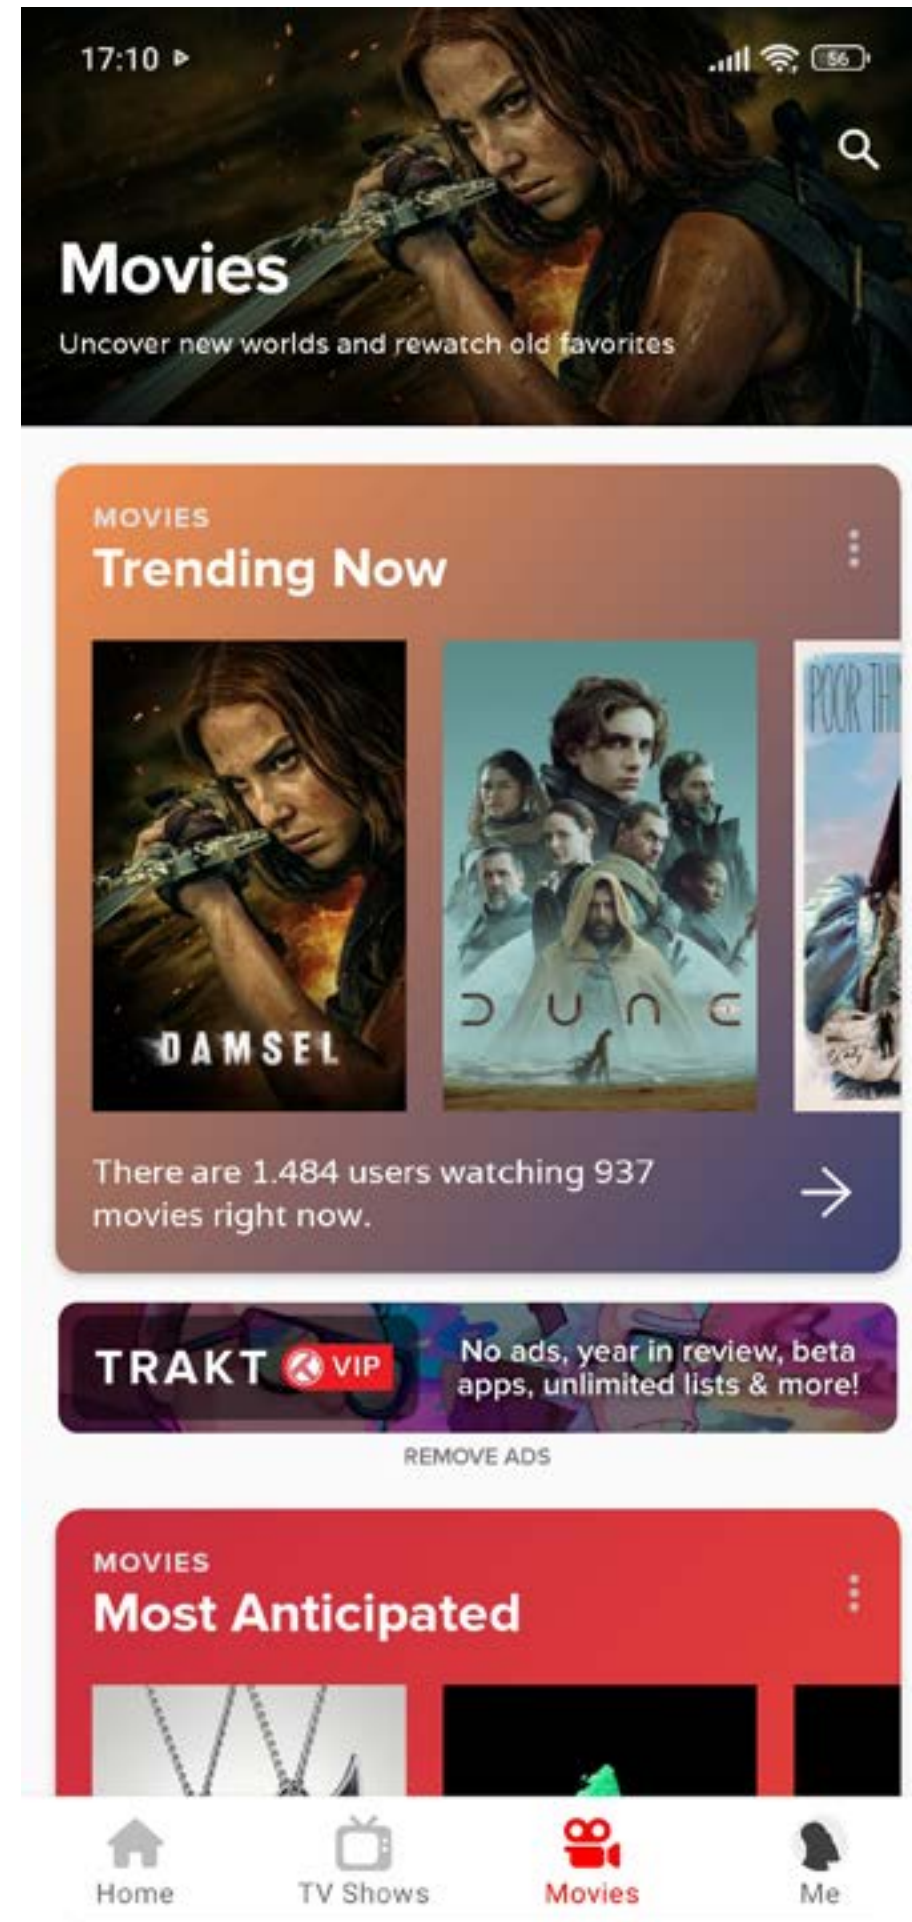 17:10
56
Movies
Uncover new worlds and rewatch old favorites
MOVIES
Trending Now
DAMSEL
DUNE
POOR
There are 1.484 users watching 937
movies right now.
TRAKT VIP
No ads, year in review, beta
apps, unlimited lists & more!
REMOVE ADS
MOVIES
Most Anticipated
Home
TV Shows
Movies
Me